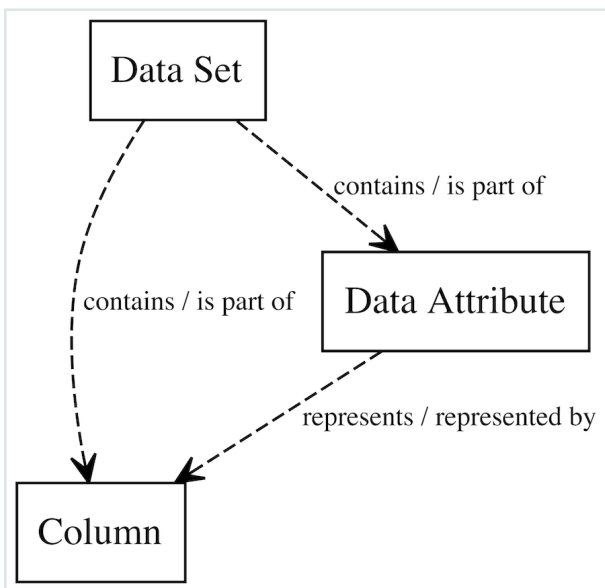 Data Set
contains / is part of
contains / is part of
Data Attribute
represents / represented by
Column